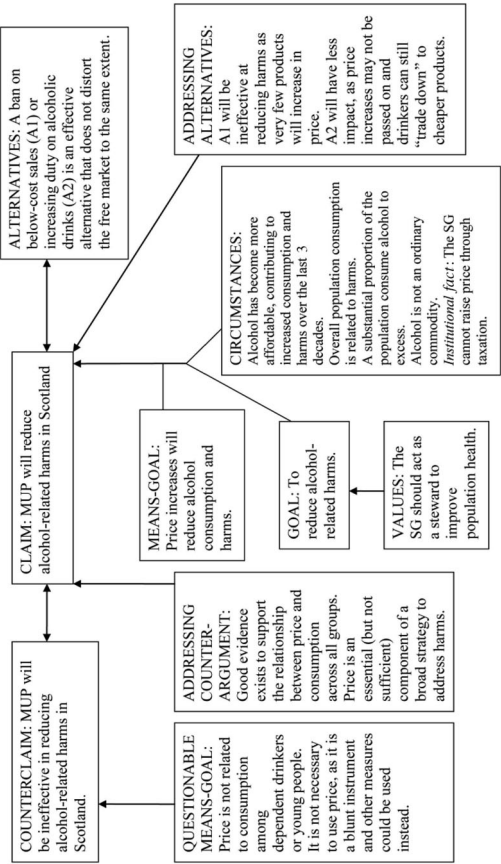 COUNTERCLAIM: MUP will
be ineffective in reducing
alcohol-related harms in
Scotland.
CLAIM: MUP will reduce
alcohol-related harms in Scotland
ALTERNATIVES: A ban on
below-cost sales (A1) or
increasing duty on alcoholic
drinks (A2) is an effective
alternative that does not distort
the free market to the same extent.
QUESTIONABLE
MEANS-GOAL:
Price is not related
to consumption
among
dependent drinkers
or young people.
It is not necessary
to use price, as it is
a blunt instrument
and other measures
could be used
instead.
ADDRESSING
COUNTER-
ARGUMENT:
Good evidence
exists to support
the relationship
between price and
consumption
across all groups.
Price is an
essential (but not
sufficient)
component of a
broad strategy to
address harms.
MEANS-GOAL:
Price increases will
reduce alcohol
consumption and
harms.
GOAL: To
reduce alcohol-
related harms.
VALUES: The
SG should act as
a steward to
improve
population health.
CIRCUMSTANCES:
Alcohol has become more
affordable, contributing to
increased consumption and
harms over the last 3
decades.
Overall population consumption
is related to harms.
A substantial proportion of the
population consume alcohol to
excess.
Alcohol is not an ordinary
commodity.
Institutional fact: The SG
cannot raise price through
taxation.
ADDRESSING
ALTERNATIVES:
A1 will be
ineffective at
reducing harms as
very few products
will increase in
price.
A2 will have less
impact, as price
increases may not be
passed on and
drinkers can still
“trade down” to
cheaper products.